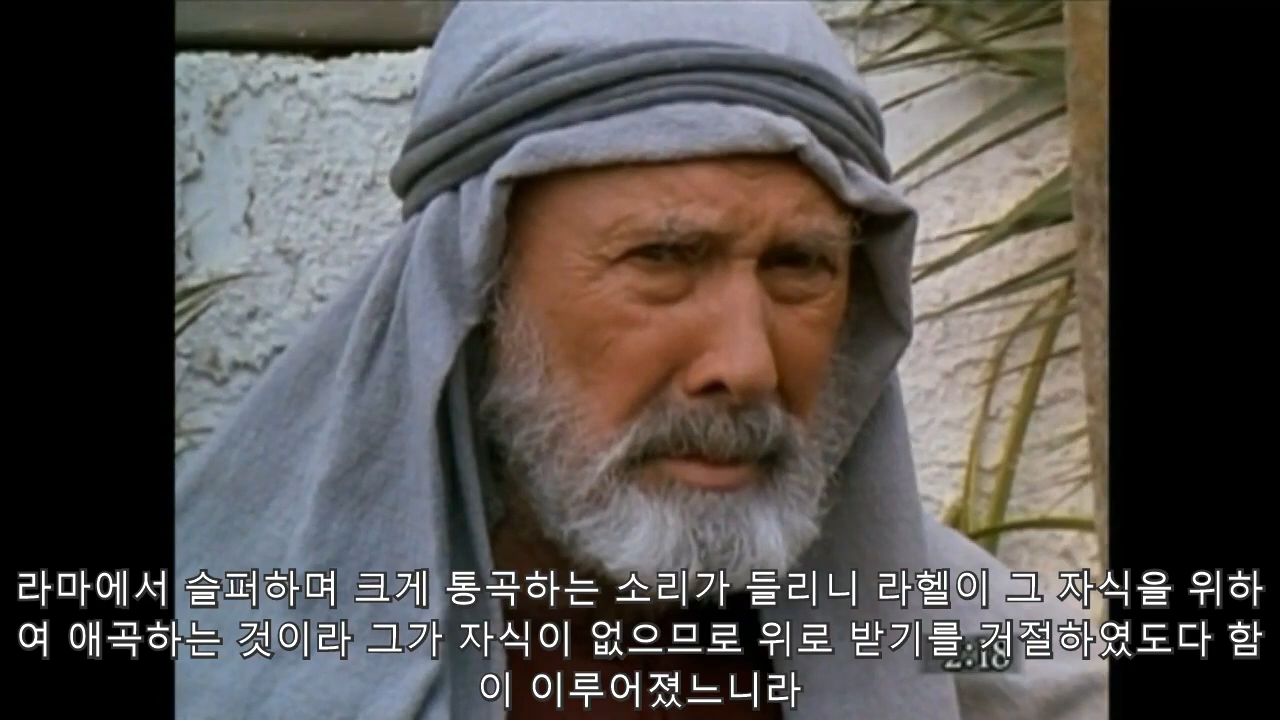 라마에서 슬퍼하며 크게 통곡하는 소리가 들리니 라헬이 그 자식을 위하
여 애곡하는 것이라 그가 자식이 없으므로 위로 받기를 거절하였도다 함
2:18
이 이루어졌느니라